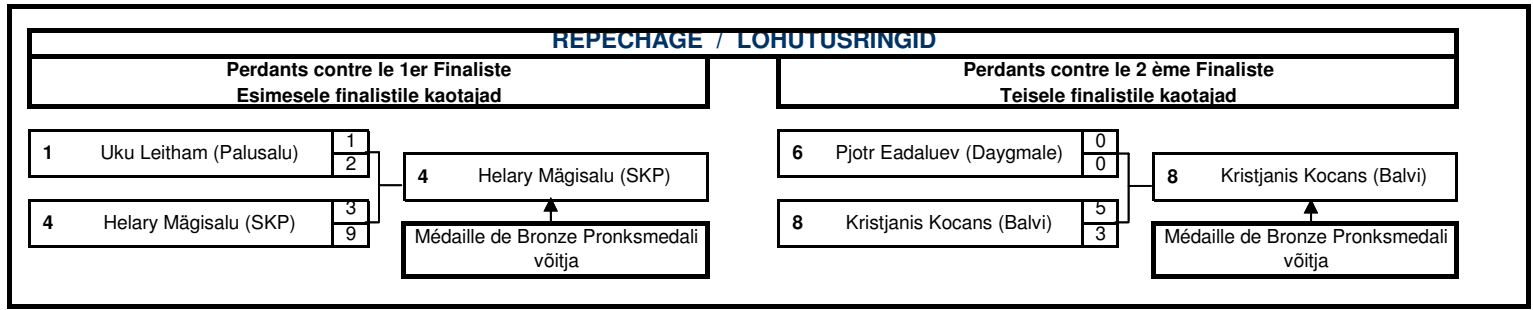 REPECHAGE / LOHUTUSRINGID
Perdants contre le 1er Finaliste
Esimesele finalistile kaotajad
Perdants contre le 2 ème Finaliste
Teisele finalistile kaotajad
1 Uku Leitham (Palusalu) 1
2
4 Helary Mägisalu (SKP)
4 Helary Mägisalu (SKP) 3
9
Médaille de Bronze Pronksmedali
võitja
6 Pjotr Eadaluev (Daygmale) 0
0
8 Kristjanis Kocans (Balvi)
8 Kristjanis Kocans (Balvi) 5
3
Médaille de Bronze Pronksmedali
võitja